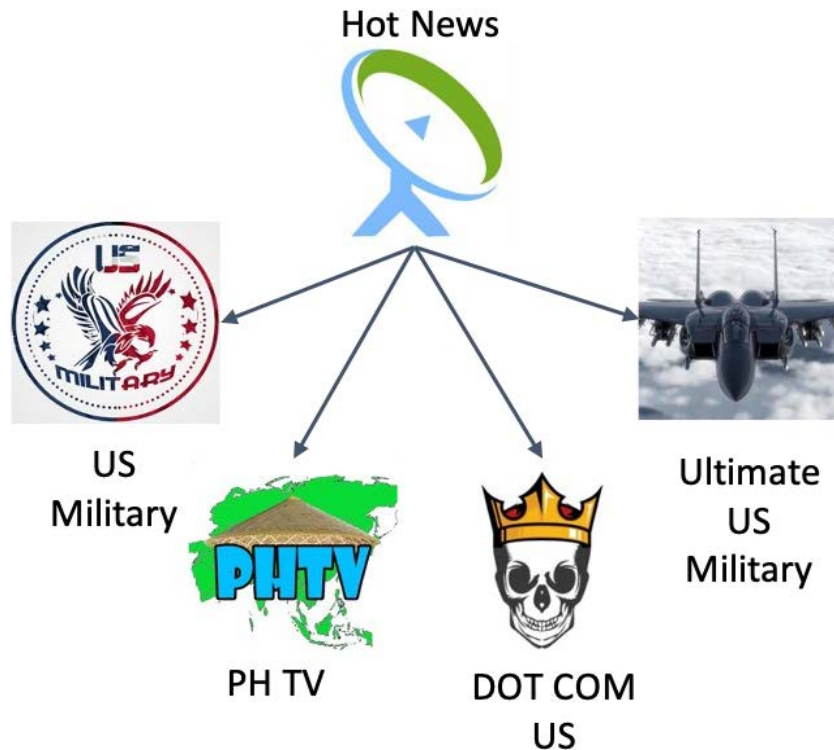 Hot News
US
MILITARY
US
Military
PHTV
PH TV
DOT COM
US
Ultimate
US
Military